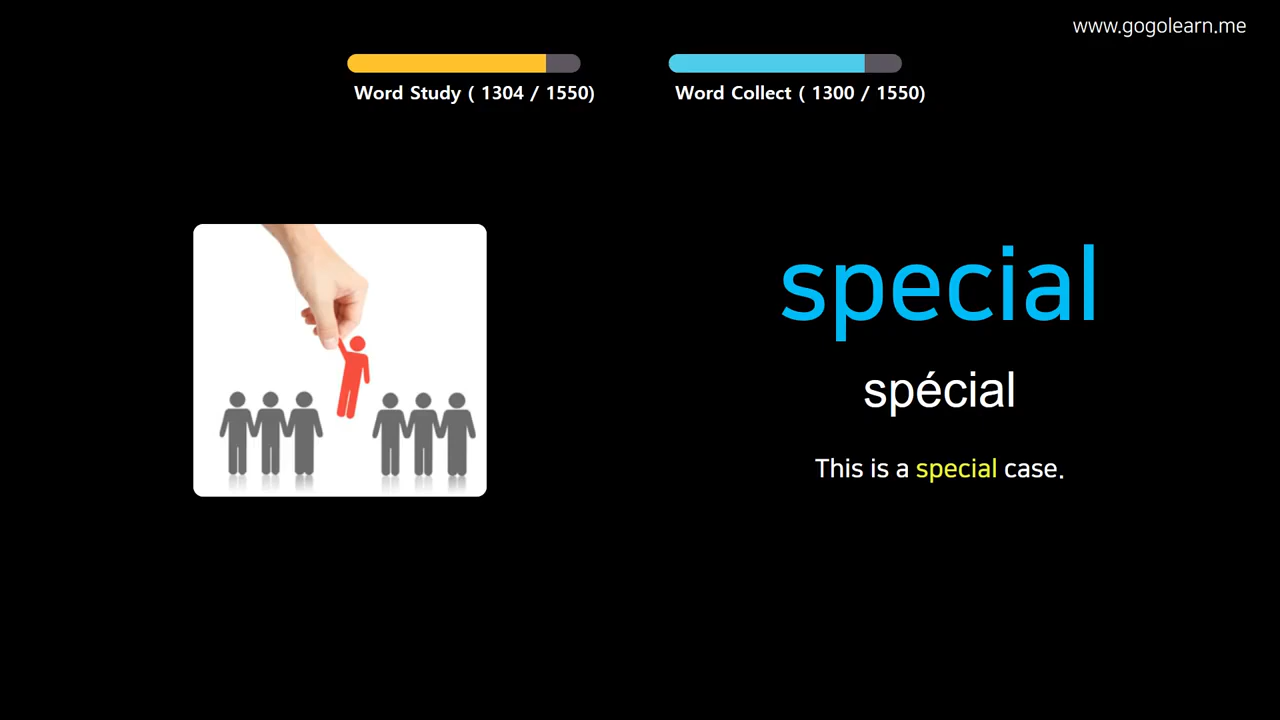 www.gogolearn.me
Word Study ( 1304 / 1550)
Word Collect ( 1300 / 1550)
special
spécial
This is a special case.